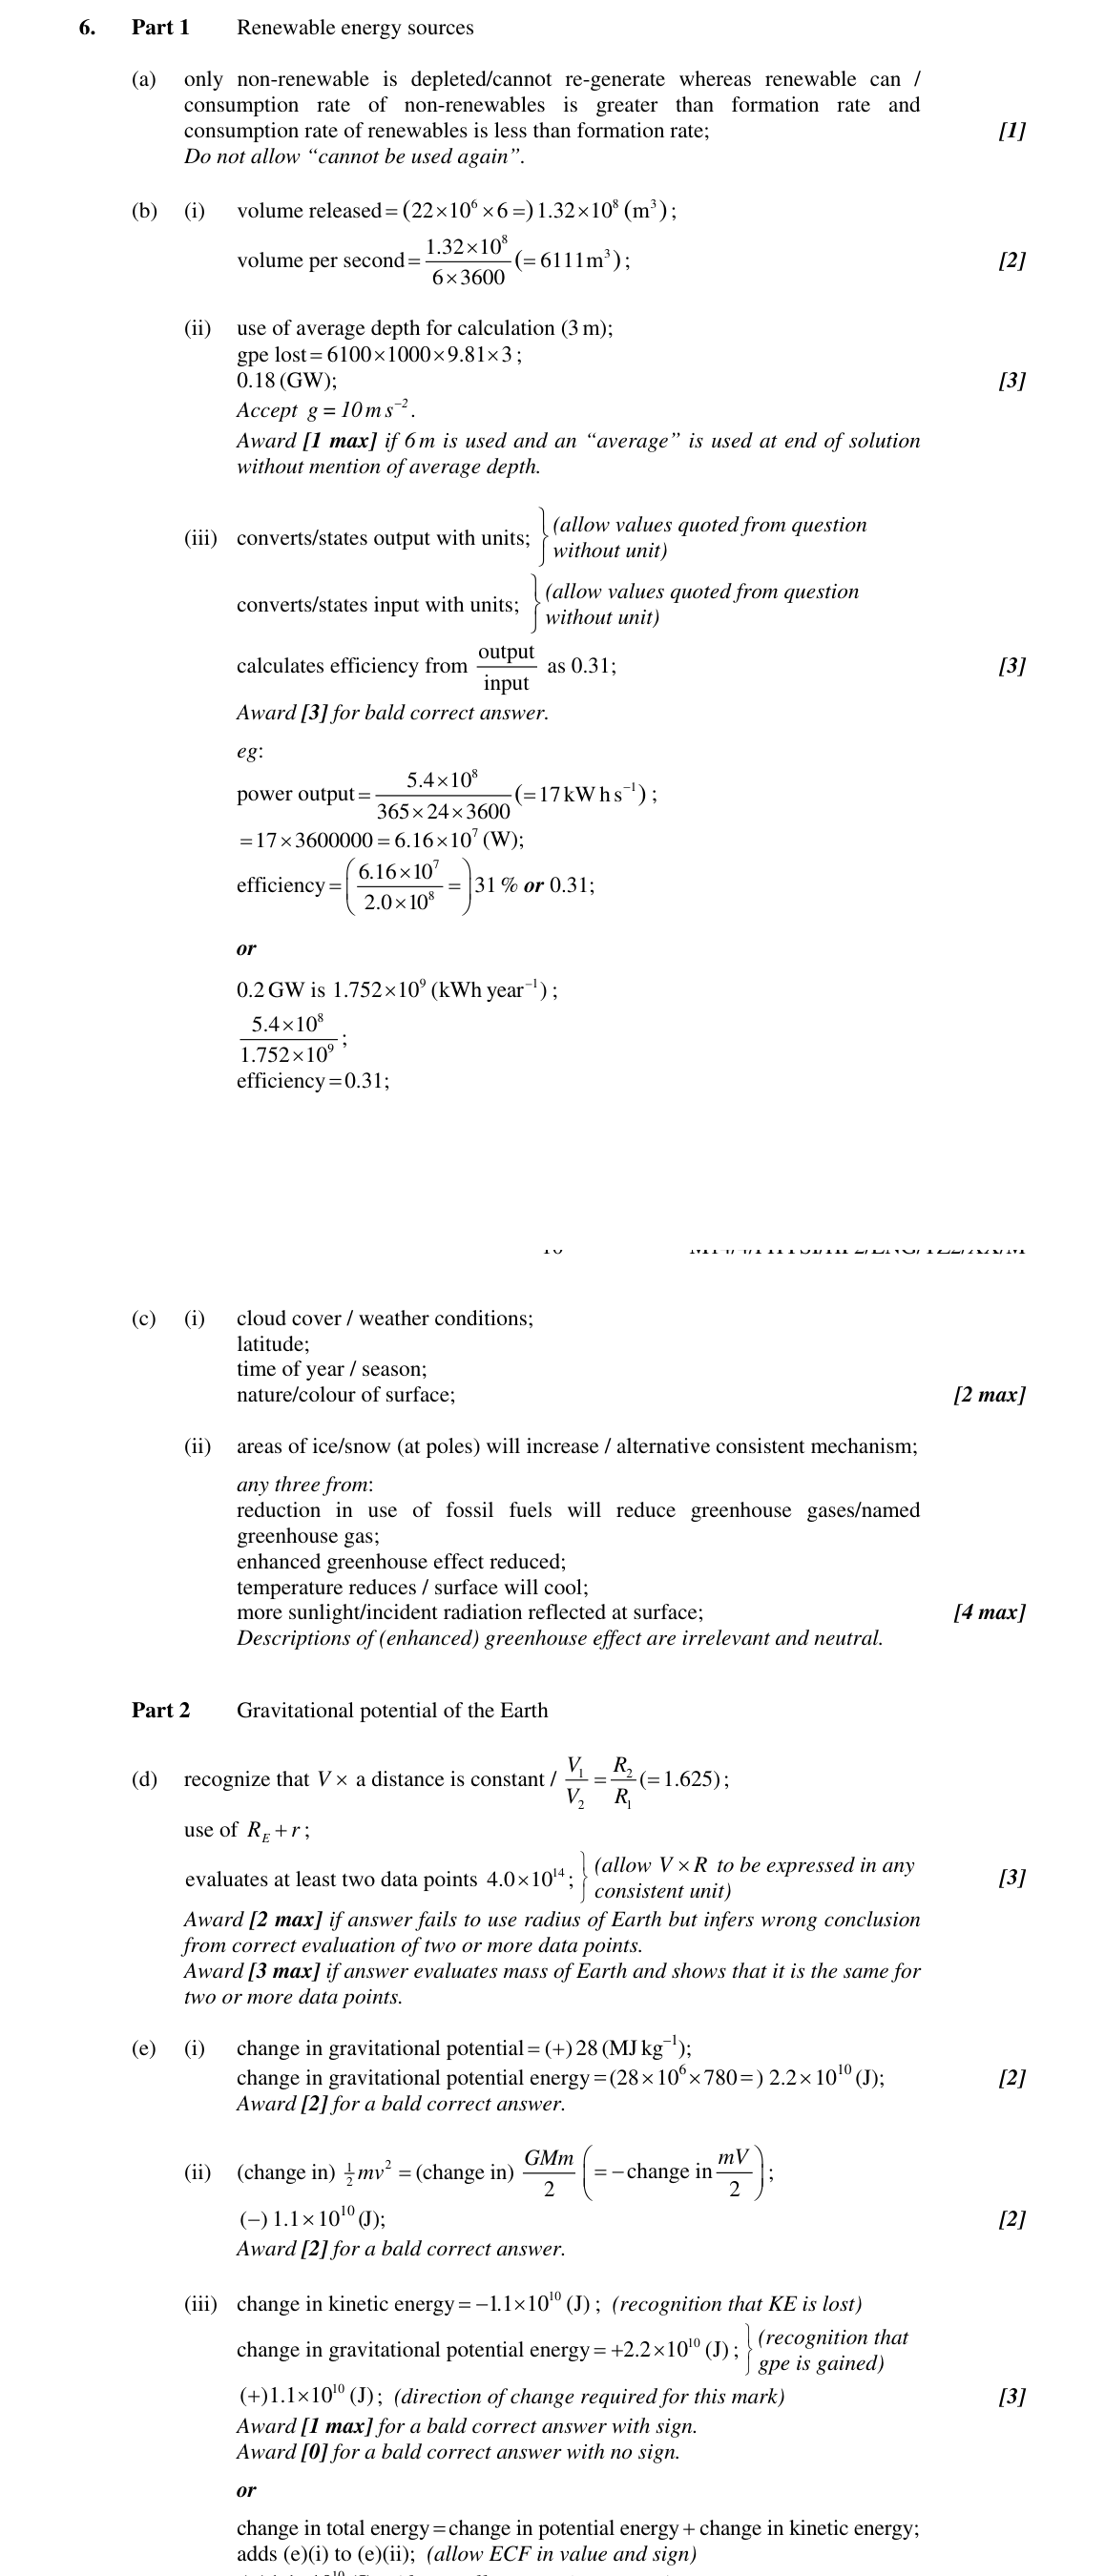 6. Part 1 Renewable energy sources
(a) only non-renewable is depleted/cannot re-generate whereas renewable can /
consumption rate of non-renewables is greater than formation rate and
consumption rate of renewables is less than formation rate; [1]
Do not allow “cannot be used again”.
(b) (i) volume released = (22×10⁶ ×6 =) 1.32×10⁸ (m³);
volume per second = 1.32×10⁸ / 6×3600 (= 6111m³); [2]
(ii) use of average depth for calculation (3 m);
gpe lost = 6100×1000×9.81×3;
0.18 (GW); [3]
Accept g = 10 m s⁻².
Award [1 max] if 6 m is used and an “average” is used at end of solution
without mention of average depth.
(iii) converts/states output with units; } (allow values quoted from question
without unit)
converts/states input with units; } (allow values quoted from question
without unit)
calculates efficiency from output / input as 0.31; [3]
Award [3] for bald correct answer.
eg:
power output = 5.4×10⁸ / 365×24×3600 (=17 kW h s⁻¹);
=17×3600000 = 6.16×10⁷ (W);
efficiency = (6.16×10⁷ / 2.0×10⁸ =) 31 % or 0.31;
or
0.2 GW is 1.752×10⁹ (kWh year⁻¹);
5.4×10⁸ / 1.752×10⁹ ;
efficiency = 0.31;
(c) (i) cloud cover / weather conditions;
latitude;
time of year / season;
nature/colour of surface; [2 max]
(ii) areas of ice/snow (at poles) will increase / alternative consistent mechanism;
any three from:
reduction in use of fossil fuels will reduce greenhouse gases/named
greenhouse gas;
enhanced greenhouse effect reduced;
temperature reduces / surface will cool;
more sunlight/incident radiation reflected at surface; [4 max]
Descriptions of (enhanced) greenhouse effect are irrelevant and neutral.
Part 2 Gravitational potential of the Earth
(d) recognize that V × a distance is constant / V₁ / V₂ = R₂ / R₁ (=1.625);
use of R_E + r;
evaluates at least two data points 4.0×10¹⁴; } (allow V × R to be expressed in any
consistent unit) [3]
Award [2 max] if answer fails to use radius of Earth but infers wrong conclusion
from correct evaluation of two or more data points.
Award [3 max] if answer evaluates mass of Earth and shows that it is the same for
two or more data points.
(e) (i) change in gravitational potential = (+) 28 (MJ kg⁻¹);
change in gravitational potential energy = (28×10⁶×780 =) 2.2×10¹⁰ (J); [2]
Award [2] for a bald correct answer.
(ii) (change in) ½mv² = (change in) GMm / 2 (= −change in mV / 2);
(−) 1.1×10¹⁰ (J); [2]
Award [2] for a bald correct answer.
(iii) change in kinetic energy = −1.1×10¹⁰ (J); (recognition that KE is lost)
change in gravitational potential energy = +2.2×10¹⁰ (J); } (recognition that
gpe is gained)
(+)1.1×10¹⁰ (J); (direction of change required for this mark) [3]
Award [1 max] for a bald correct answer with sign.
Award [0] for a bald correct answer with no sign.
or
change in total energy = change in potential energy + change in kinetic energy;
adds (e)(i) to (e)(ii); (allow ECF in value and sign)